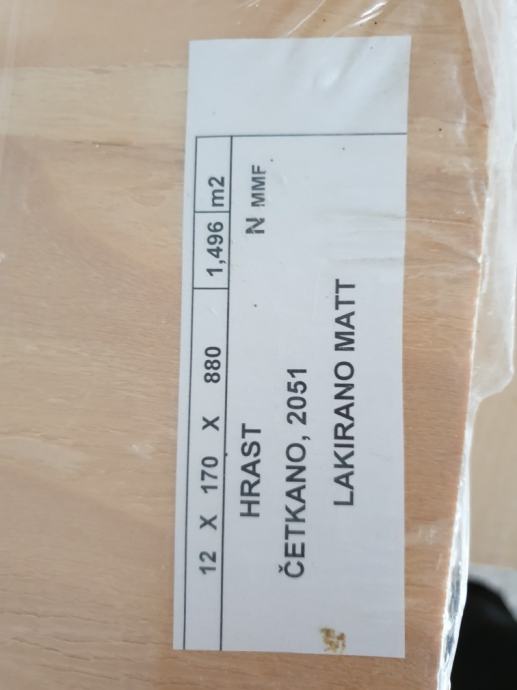 12 X 170 X 880 1,496 m2
HRAST N MMF
ČETKANO, 2051
LAKIRANO MATT